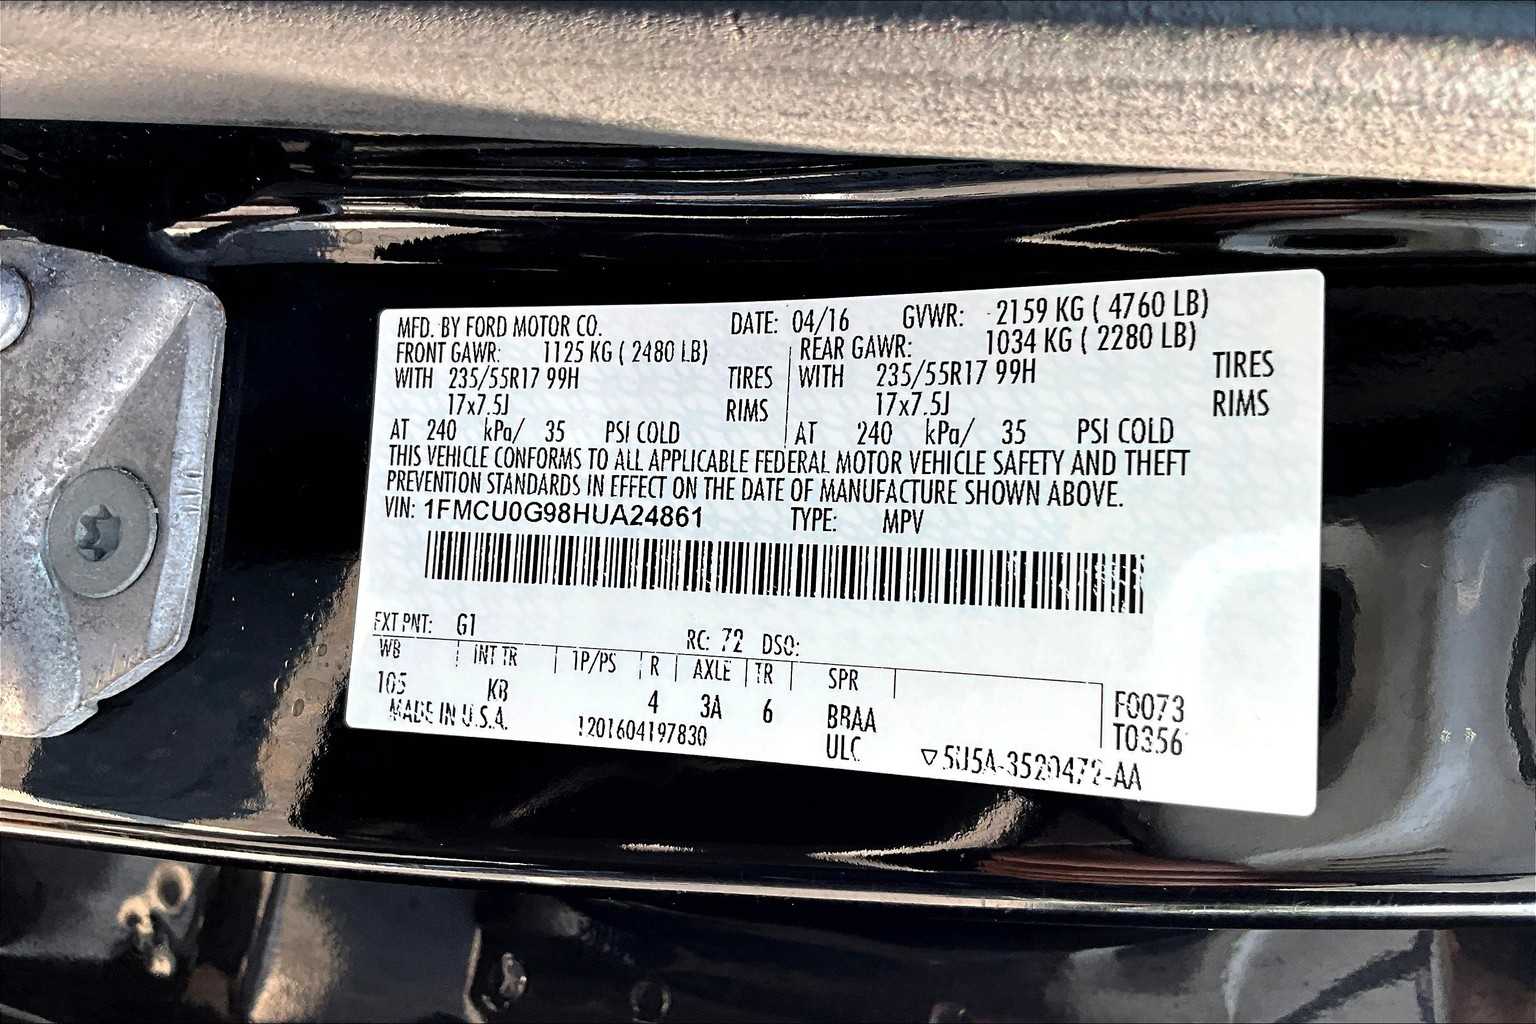 MFD. BY FORD MOTOR CO. DATE: 04/16 GVWR: 2159 KG ( 4760 LB)
FRONT GAWR: 1125 KG ( 2480 LB) REAR GAWR: 1034 KG ( 2280 LB)
WITH 235/55R17 99H TIRES WITH 235/55R17 99H TIRES
17x7.5J RIMS 17x7.5J RIMS
AT 240 kPa/ 35 PSI COLD AT 240 kPa/ 35 PSI COLD
THIS VEHICLE CONFORMS TO ALL APPLICABLE FEDERAL MOTOR VEHICLE SAFETY AND THEFT
PREVENTION STANDARDS IN EFFECT ON THE DATE OF MANUFACTURE SHOWN ABOVE.
VIN: 1FMCU0G98HUA24861 TYPE: MPV
EXT PNT: G1 RC: 72 DSO:
WB INT TR TP/PS R AXLE TR SPR
105 KB 4 3A 6 BRAA F0073
MADE IN U.S.A. 1201604197830 ULC T0356
▽5U5A-3520472-AA